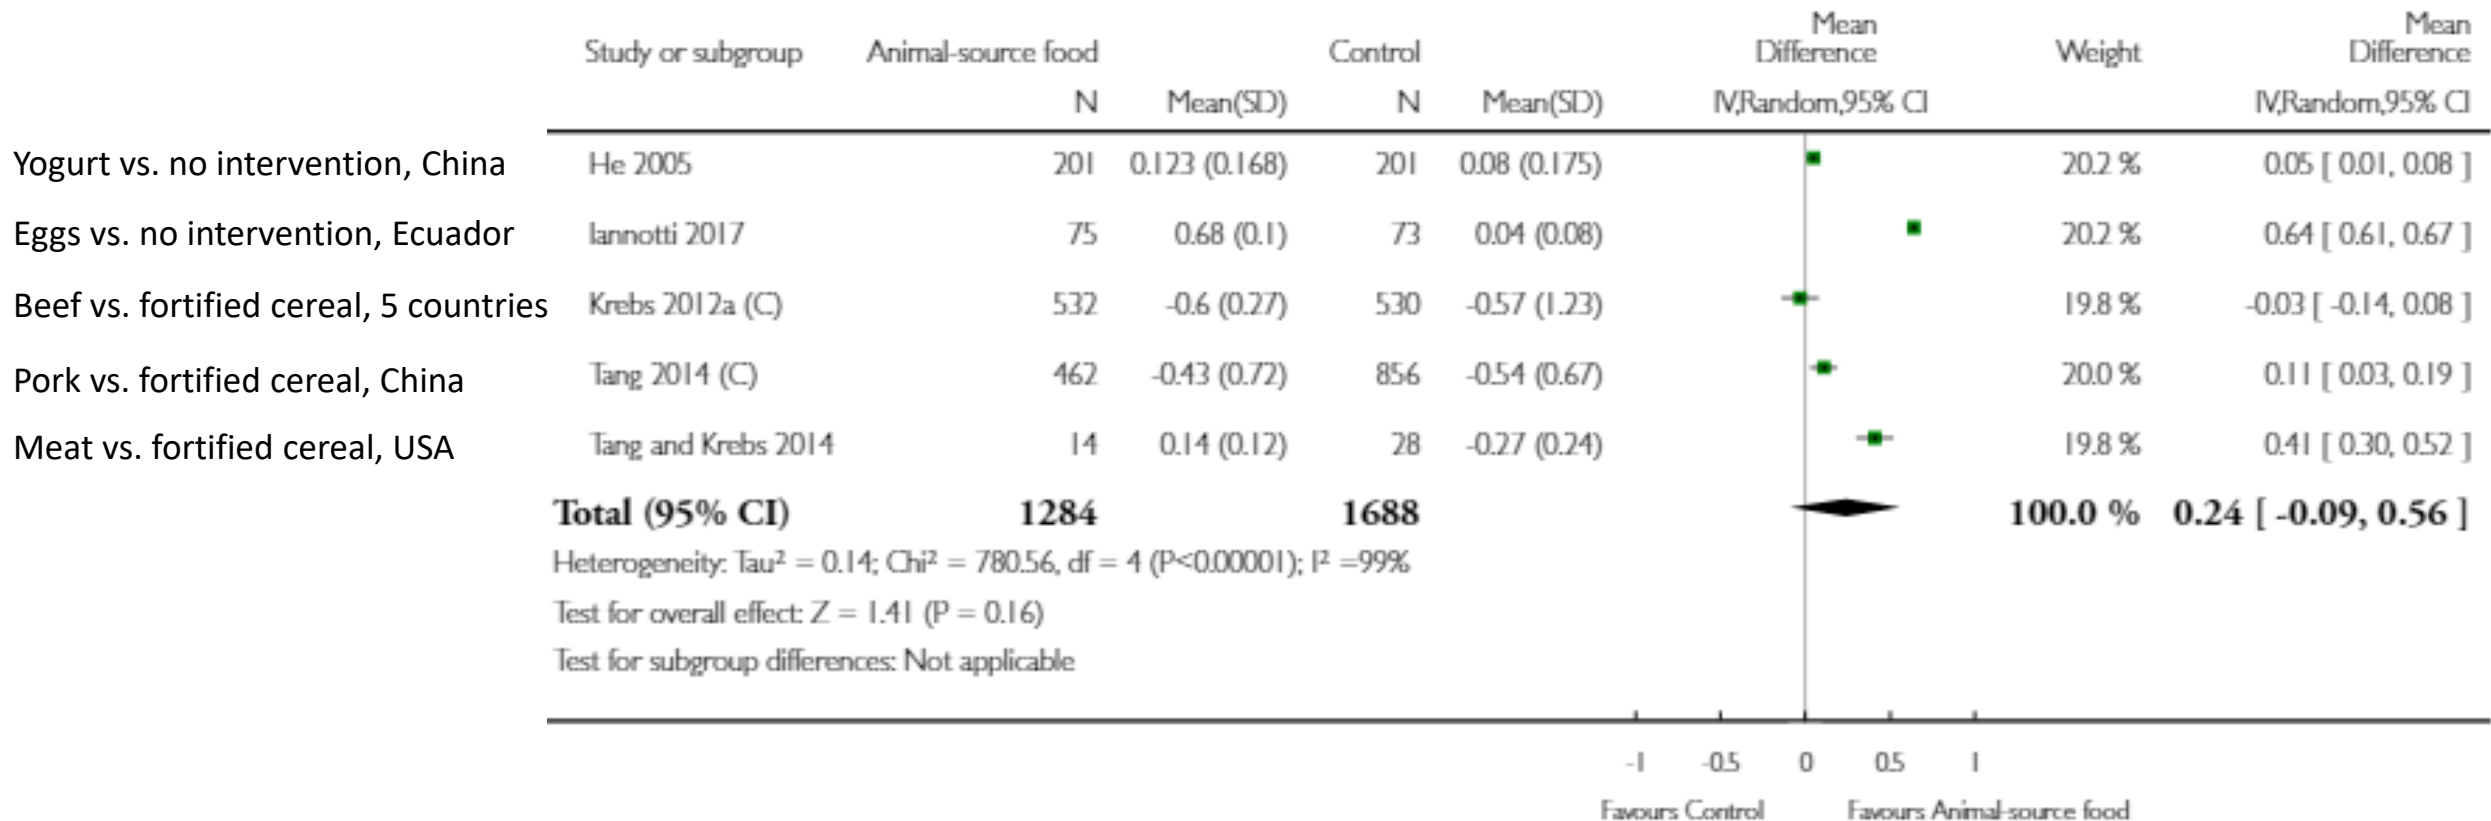 Study or subgroup Animal-source food Control Mean Difference Weight Mean Difference
N Mean(SD) N Mean(SD) IV,Random,95% CI IV,Random,95% CI
Yogurt vs. no intervention, China He 2005 201 0.123 (0.168) 201 0.08 (0.175) 20.2 % 0.05 [ 0.01, 0.08 ]
Eggs vs. no intervention, Ecuador Iannotti 2017 75 0.68 (0.1) 73 0.04 (0.08) 20.2 % 0.64 [ 0.61, 0.67 ]
Beef vs. fortified cereal, 5 countries Krebs 2012a (C) 532 -0.6 (0.27) 530 -0.57 (1.23) 19.8 % -0.03 [ -0.14, 0.08 ]
Pork vs. fortified cereal, China Tang 2014 (C) 462 -0.43 (0.72) 856 -0.54 (0.67) 20.0 % 0.11 [ 0.03, 0.19 ]
Meat vs. fortified cereal, USA Tang and Krebs 2014 14 0.14 (0.12) 28 -0.27 (0.24) 19.8 % 0.41 [ 0.30, 0.52 ]
Total (95% CI) 1284 1688 100.0 % 0.24 [ -0.09, 0.56 ]
Heterogeneity: Tau² = 0.14; Chi² = 780.56, df = 4 (P<0.00001); I² =99%
Test for overall effect: Z = 1.41 (P = 0.16)
Test for subgroup differences: Not applicable
-1 -0.5 0 0.5 1
Favours Control Favours Animal-source food